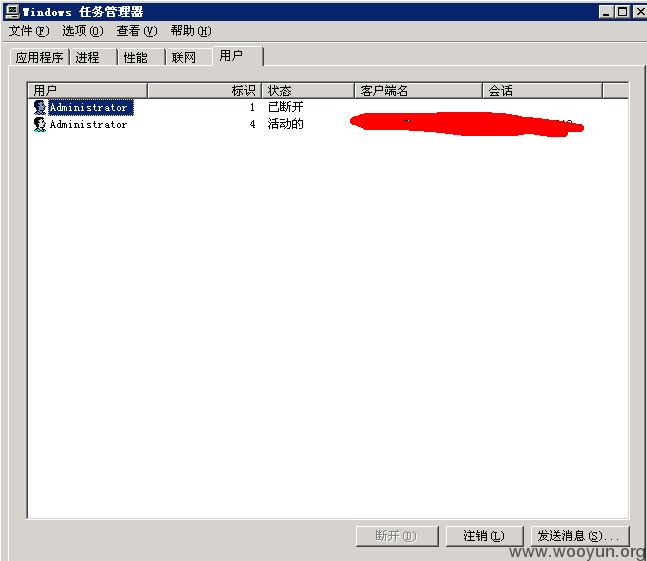 Windows 任务管理器
文件(F) 选项(O) 查看(V) 帮助(H)
应用程序 进程 性能 联网 用户
用户 标识 状态 客户端名 会话
Administrator 1 已断开
Administrator 4 活动的
断开(D) 注销(L) 发送消息(S)...
www.wooyun.org